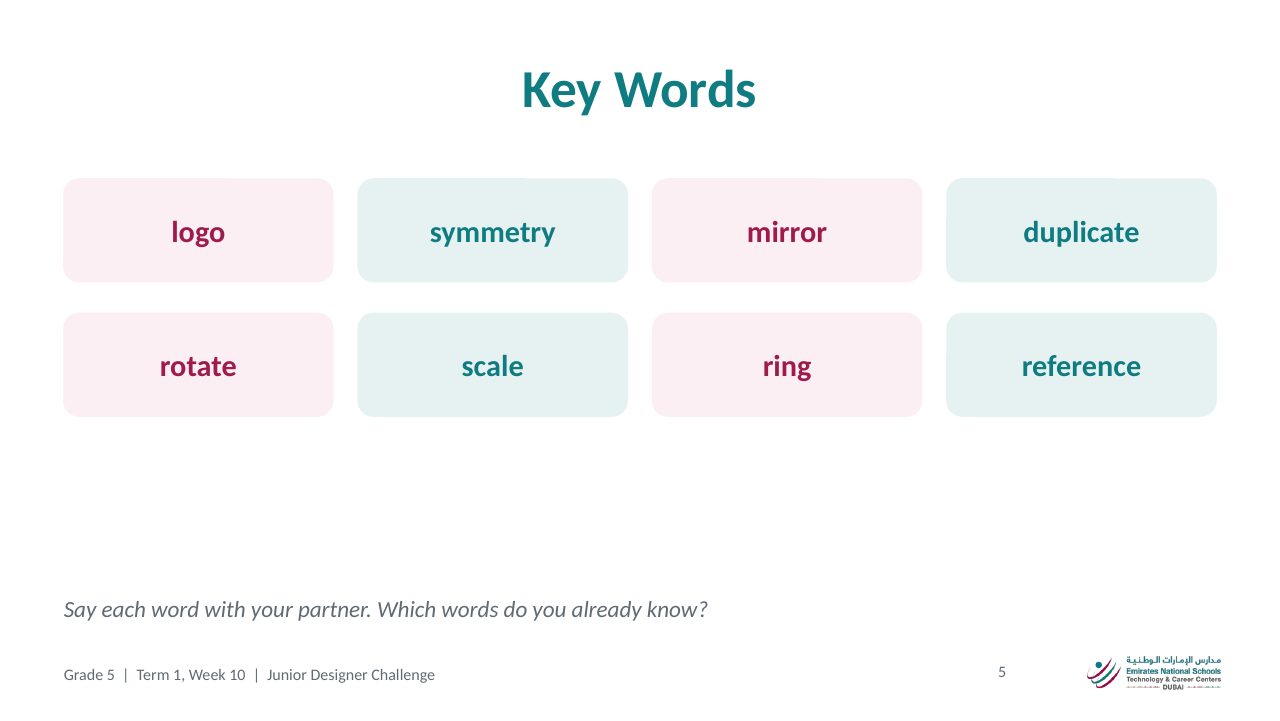 Key Words
logo
symmetry
mirror
duplicate
rotate
scale
ring
reference
Say each word with your partner. Which words do you already know?
Grade 5 | Term 1, Week 10 | Junior Designer Challenge
5
مدارس الإمارات الوطنية
Emirates National Schools
Technology & Career Centers
DUBAI